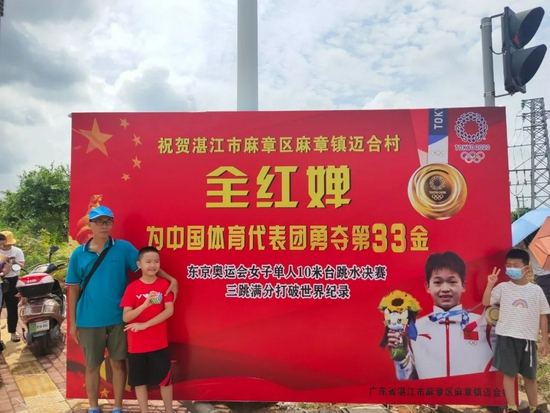 祝贺湛江市麻章区麻章镇迈合村
全红婵
为中国体育代表团勇夺第33金
东京奥运会女子单人10米台跳水决赛
三跳满分打破世界纪录
TOKYO
TOKYO 2020
广东省湛江市麻章区麻章镇迈合